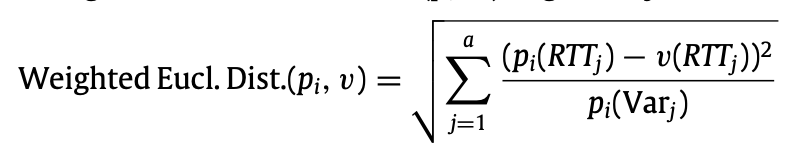 Weighted Eucl. Dist.(p_i, v) = \sqrt{\sum_{j=1}^{a} \frac{(p_i(RTT_j) − v(RTT_j))^2}{p_i(Var_j)}}